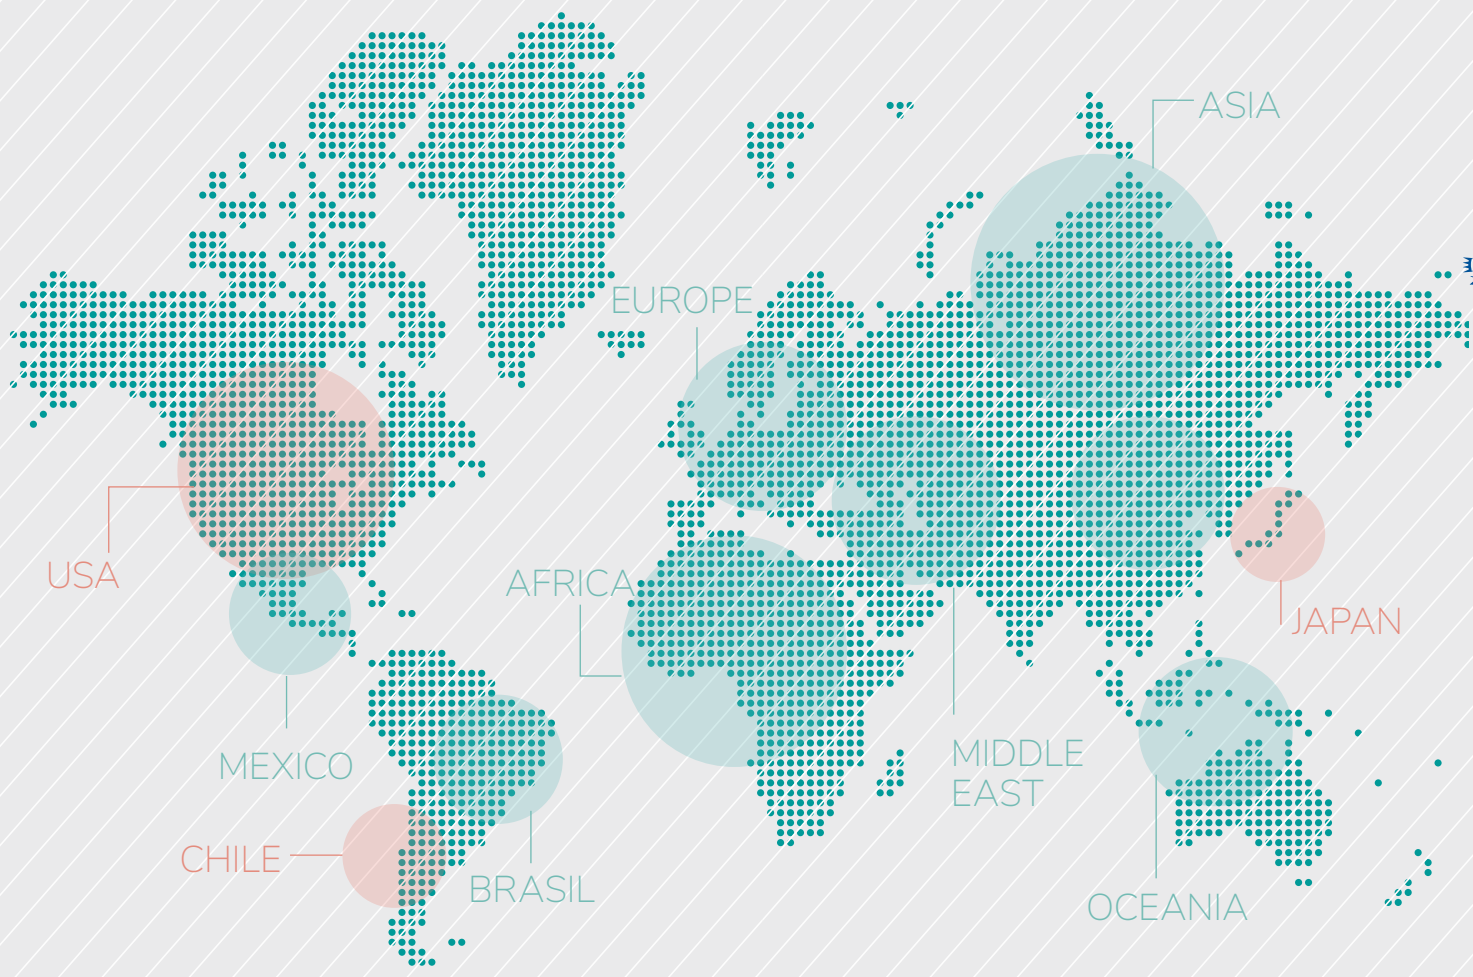 ASIA
EUROPE
USA
AFRICA
JAPAN
MEXICO
MIDDLE
EAST
CHILE
BRASIL
OCEANIA